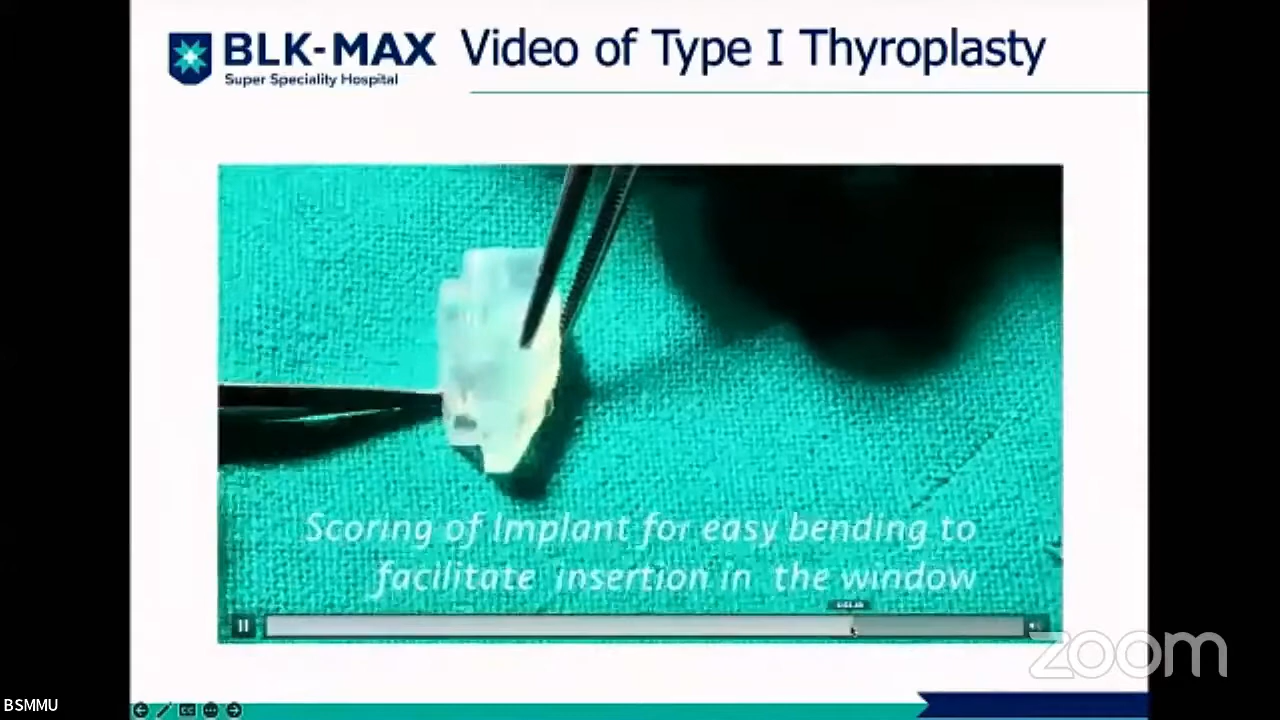 BLK-MAX
Super Speciality Hospital
Video of Type I Thyroplasty
Scoring of Implant for easy bending to
facilitate insertion in the window
zoom
BSMMU
CC